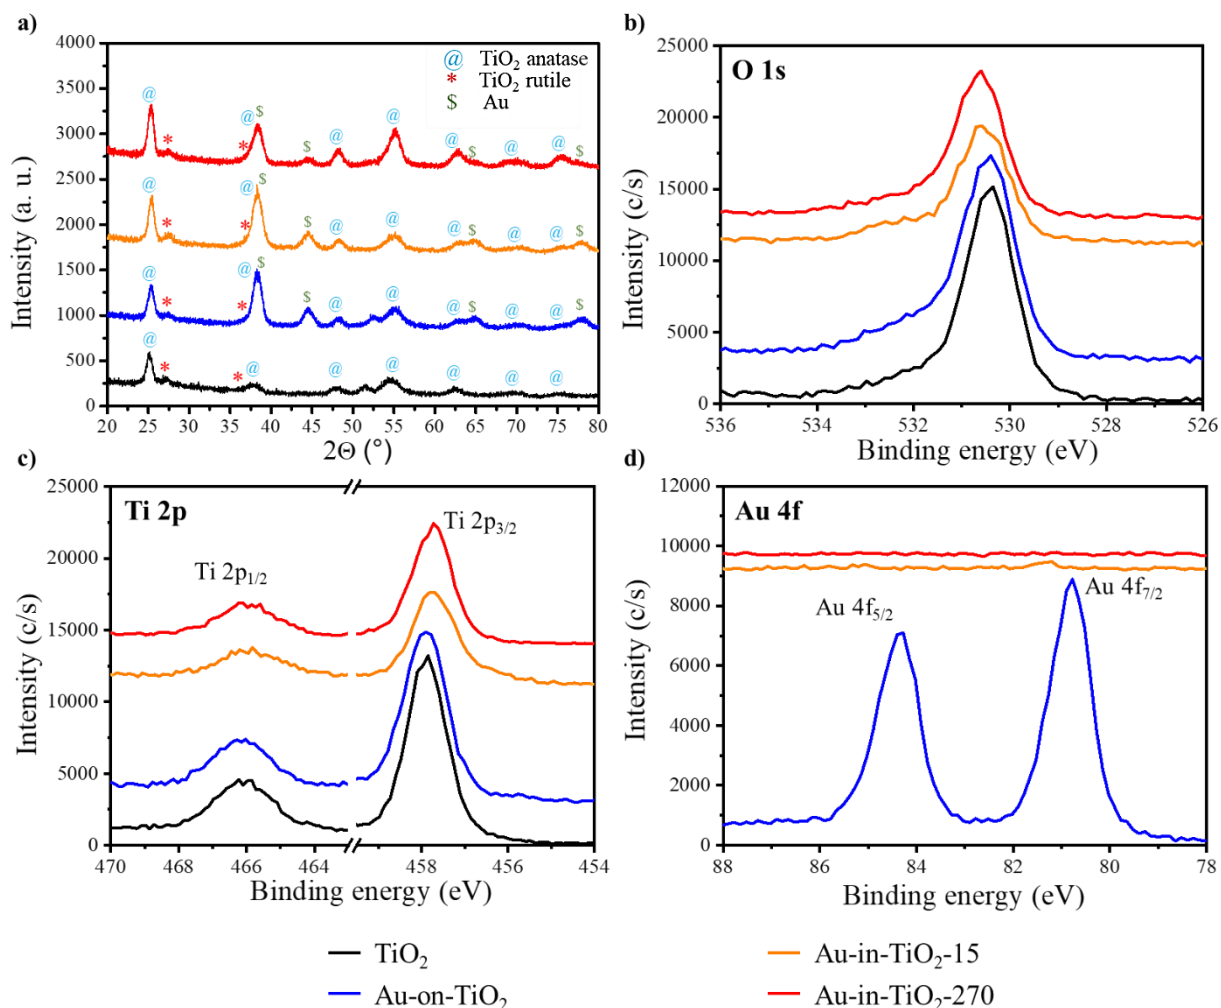 a)
4000
3500
3000
2500
2000
1500
1000
500
0
Intensity (a. u.)
@ TiO2 anatase
* TiO2 rutile
$ Au
@ * * @ $ $ @ @ @ $ @ @ $
@ * * @ $ $ @ @ @ $ @ @ $
@ * * @ $ $ @ @ @ $ @ @ $
@ * * @ @ @ @ @ @
20 25 30 35 40 45 50 55 60 65 70 75 80
2Θ (°)
b)
O 1s
25000
20000
15000
10000
5000
0
Intensity (c/s)
536 534 532 530 528 526
Binding energy (eV)
c)
Ti 2p
25000
20000
15000
10000
5000
0
Intensity (c/s)
Ti 2p1/2
Ti 2p3/2
470 468 466 464 458 456 454
Binding energy (eV)
d)
Au 4f
12000
10000
8000
6000
4000
2000
0
Intensity (c/s)
Au 4f5/2
Au 4f7/2
88 86 84 82 80 78
Binding energy (eV)
TiO2
Au-on-TiO2
Au-in-TiO2-15
Au-in-TiO2-270